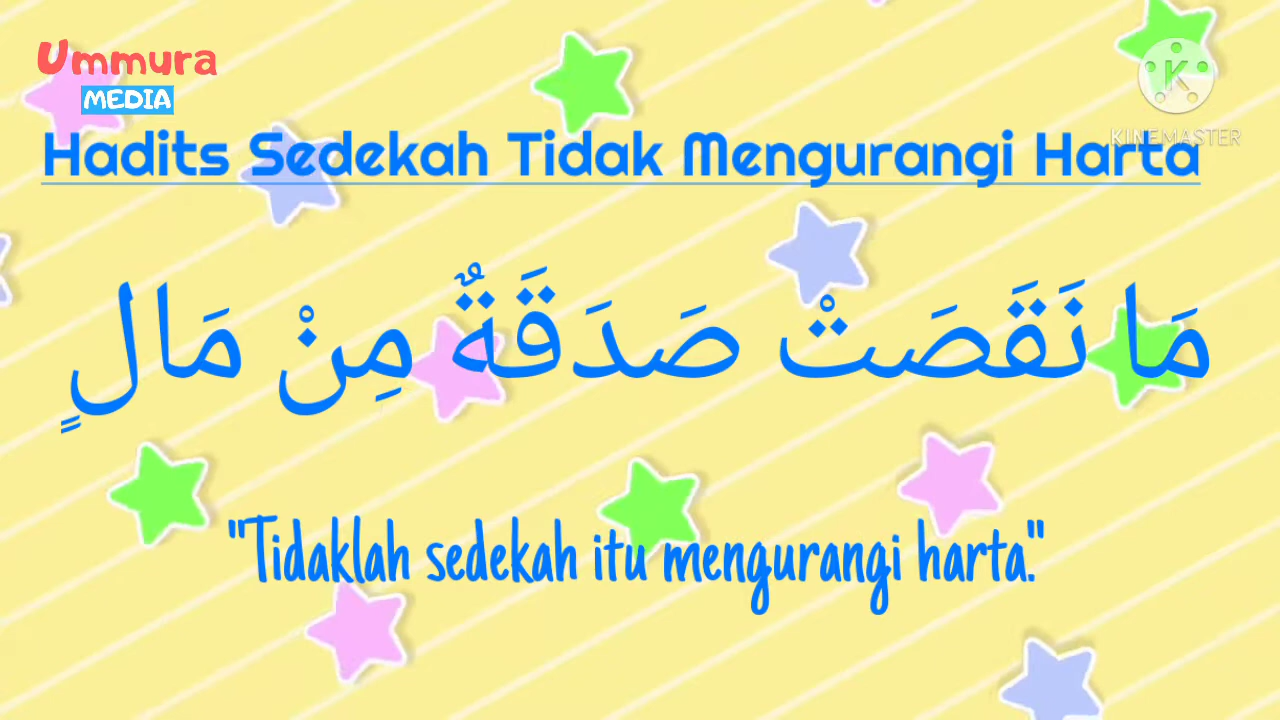 Ummura
MEDIA
KINEMASTER
Hadits Sedekah Tidak Mengurangi Harta
مَا نَقَصَتْ صَدَقَةٌ مِنْ مَالٍ
"Tidaklah sedekah itu mengurangi harta."